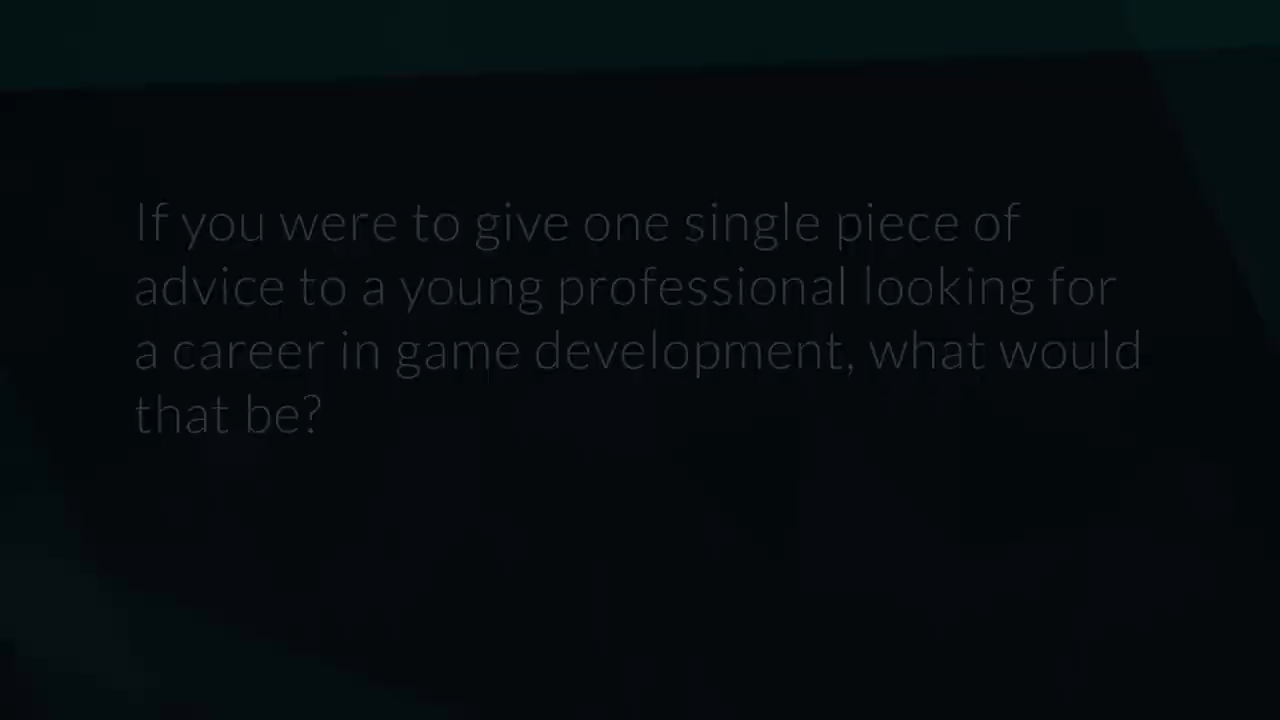 If you were to give one single piece of
advice to a young professional looking for
a career in game development, what would
that be?